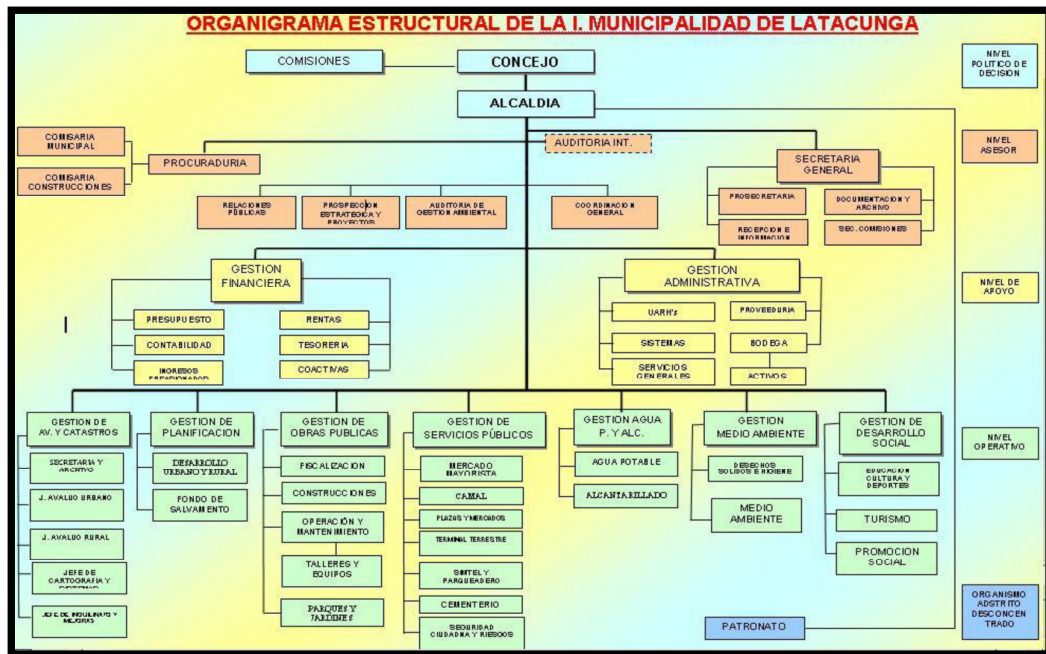 ORGANIGRAMA ESTRUCTURAL DE LA I. MUNICIPALIDAD DE LATACUNGA
COMISIONES
CONCEJO
NIVEL
POLITICO DE
DECISION
ALCALDIA
COMISARIA
MUNICIPAL
COMISARIA
CONSTRUCCIONES
PROCURADURIA
AUDITORIA INT.
SECRETARIA
GENERAL
NIVEL
ASESOR
RELACIONES
PÚBLICAS
PROSPECCION
ESTRATEGICA Y
PROYECTOS
AUDITORIA DE
GESTION AMBIENTAL
COORDINACION
GENERAL
PROSECRETARIA
DOCUMENTACION Y
ARCHIVO
RECEPCION E
INFORMACION
SEC. COMISIONES
GESTION
FINANCIERA
GESTION
ADMINISTRATIVA
NIVEL DE
APOYO
PRESUPUESTO
RENTAS
CONTABILIDAD
TESORERIA
INGRESOS
COACTIVAS
UARH's
PROVEEDURIA
SISTEMAS
BODEGA
SERVICIOS
GENERALES
ACTIVOS
GESTION DE
AV. Y CATASTROS
GESTION DE
PLANIFICACION
GESTION DE
OBRAS PUBLICAS
GESTION DE
SERVICIOS PÚBLICOS
GESTION AGUA
P. Y ALC.
GESTION
MEDIO AMBIENTE
GESTION DE
DESARROLLO
SOCIAL
NIVEL
OPERATIVO
SECRETARIA Y
ARCHIVO
J. AVALUO URBANO
J. AVALUO RURAL
JEFE DE
CARTOGRAFIA Y
JEFE DE INQUILINATO Y
MEJORAS
DESARROLLO
URBANO Y RURAL
FONDO DE
SALVAMENTO
FISCALIZACION
CONSTRUCCIONES
OPERACIÓN Y
MANTENIMIENTO
TALLERES Y
EQUIPOS
PARQUES Y
JARDINES
MERCADO
MAYORISTA
CAMAL
PLAZAS Y MERCADOS
TERMINAL TERRESTRE
SIMTEL Y
PARQUEADERO
CEMENTERIO
SEGURIDAD
CIUDADNA Y RIESGOS
AGUA POTABLE
ALCANTARILLADO
DESECHOS
SOLIDOS E HIGIENE
MEDIO
AMBIENTE
EDUCACION
CULTURA Y
DEPORTES
TURISMO
PROMOCION
SOCIAL
PATRONATO
ORGANISMO
ADSTRITO
DESCONCEN
TRADO